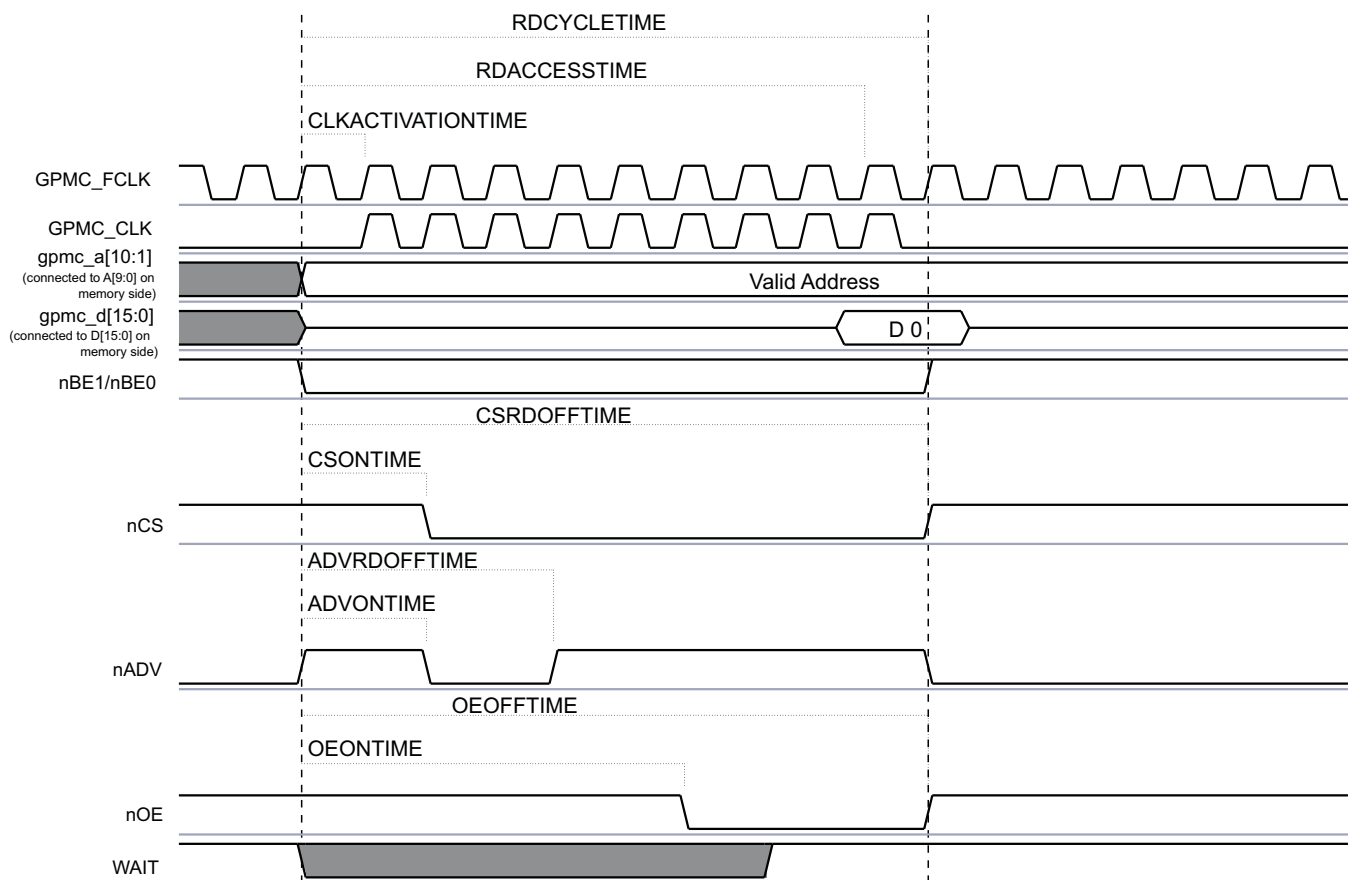 RDCYCLETIME
RDACCESSTIME
CLKACTIVATIONTIME
GPMC_FCLK
GPMC_CLK
gpmc_a[10:1]
(connected to A[9:0] on
memory side)
Valid Address
gpmc_d[15:0]
(connected to D[15:0] on
memory side)
D 0
nBE1/nBE0
CSRDOFFTIME
CSONTIME
nCS
ADVRDOFFTIME
ADVONTIME
nADV
OEOFFTIME
OEONTIME
nOE
WAIT